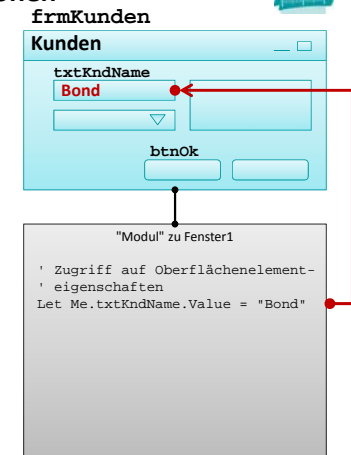 frmKunden
Kunden
txtKndName
Bond
btnOk
"Modul" zu Fenster1
' Zugriff auf Oberflächenelement-
' eigenschaften
Let Me.txtKndName.Value = "Bond"